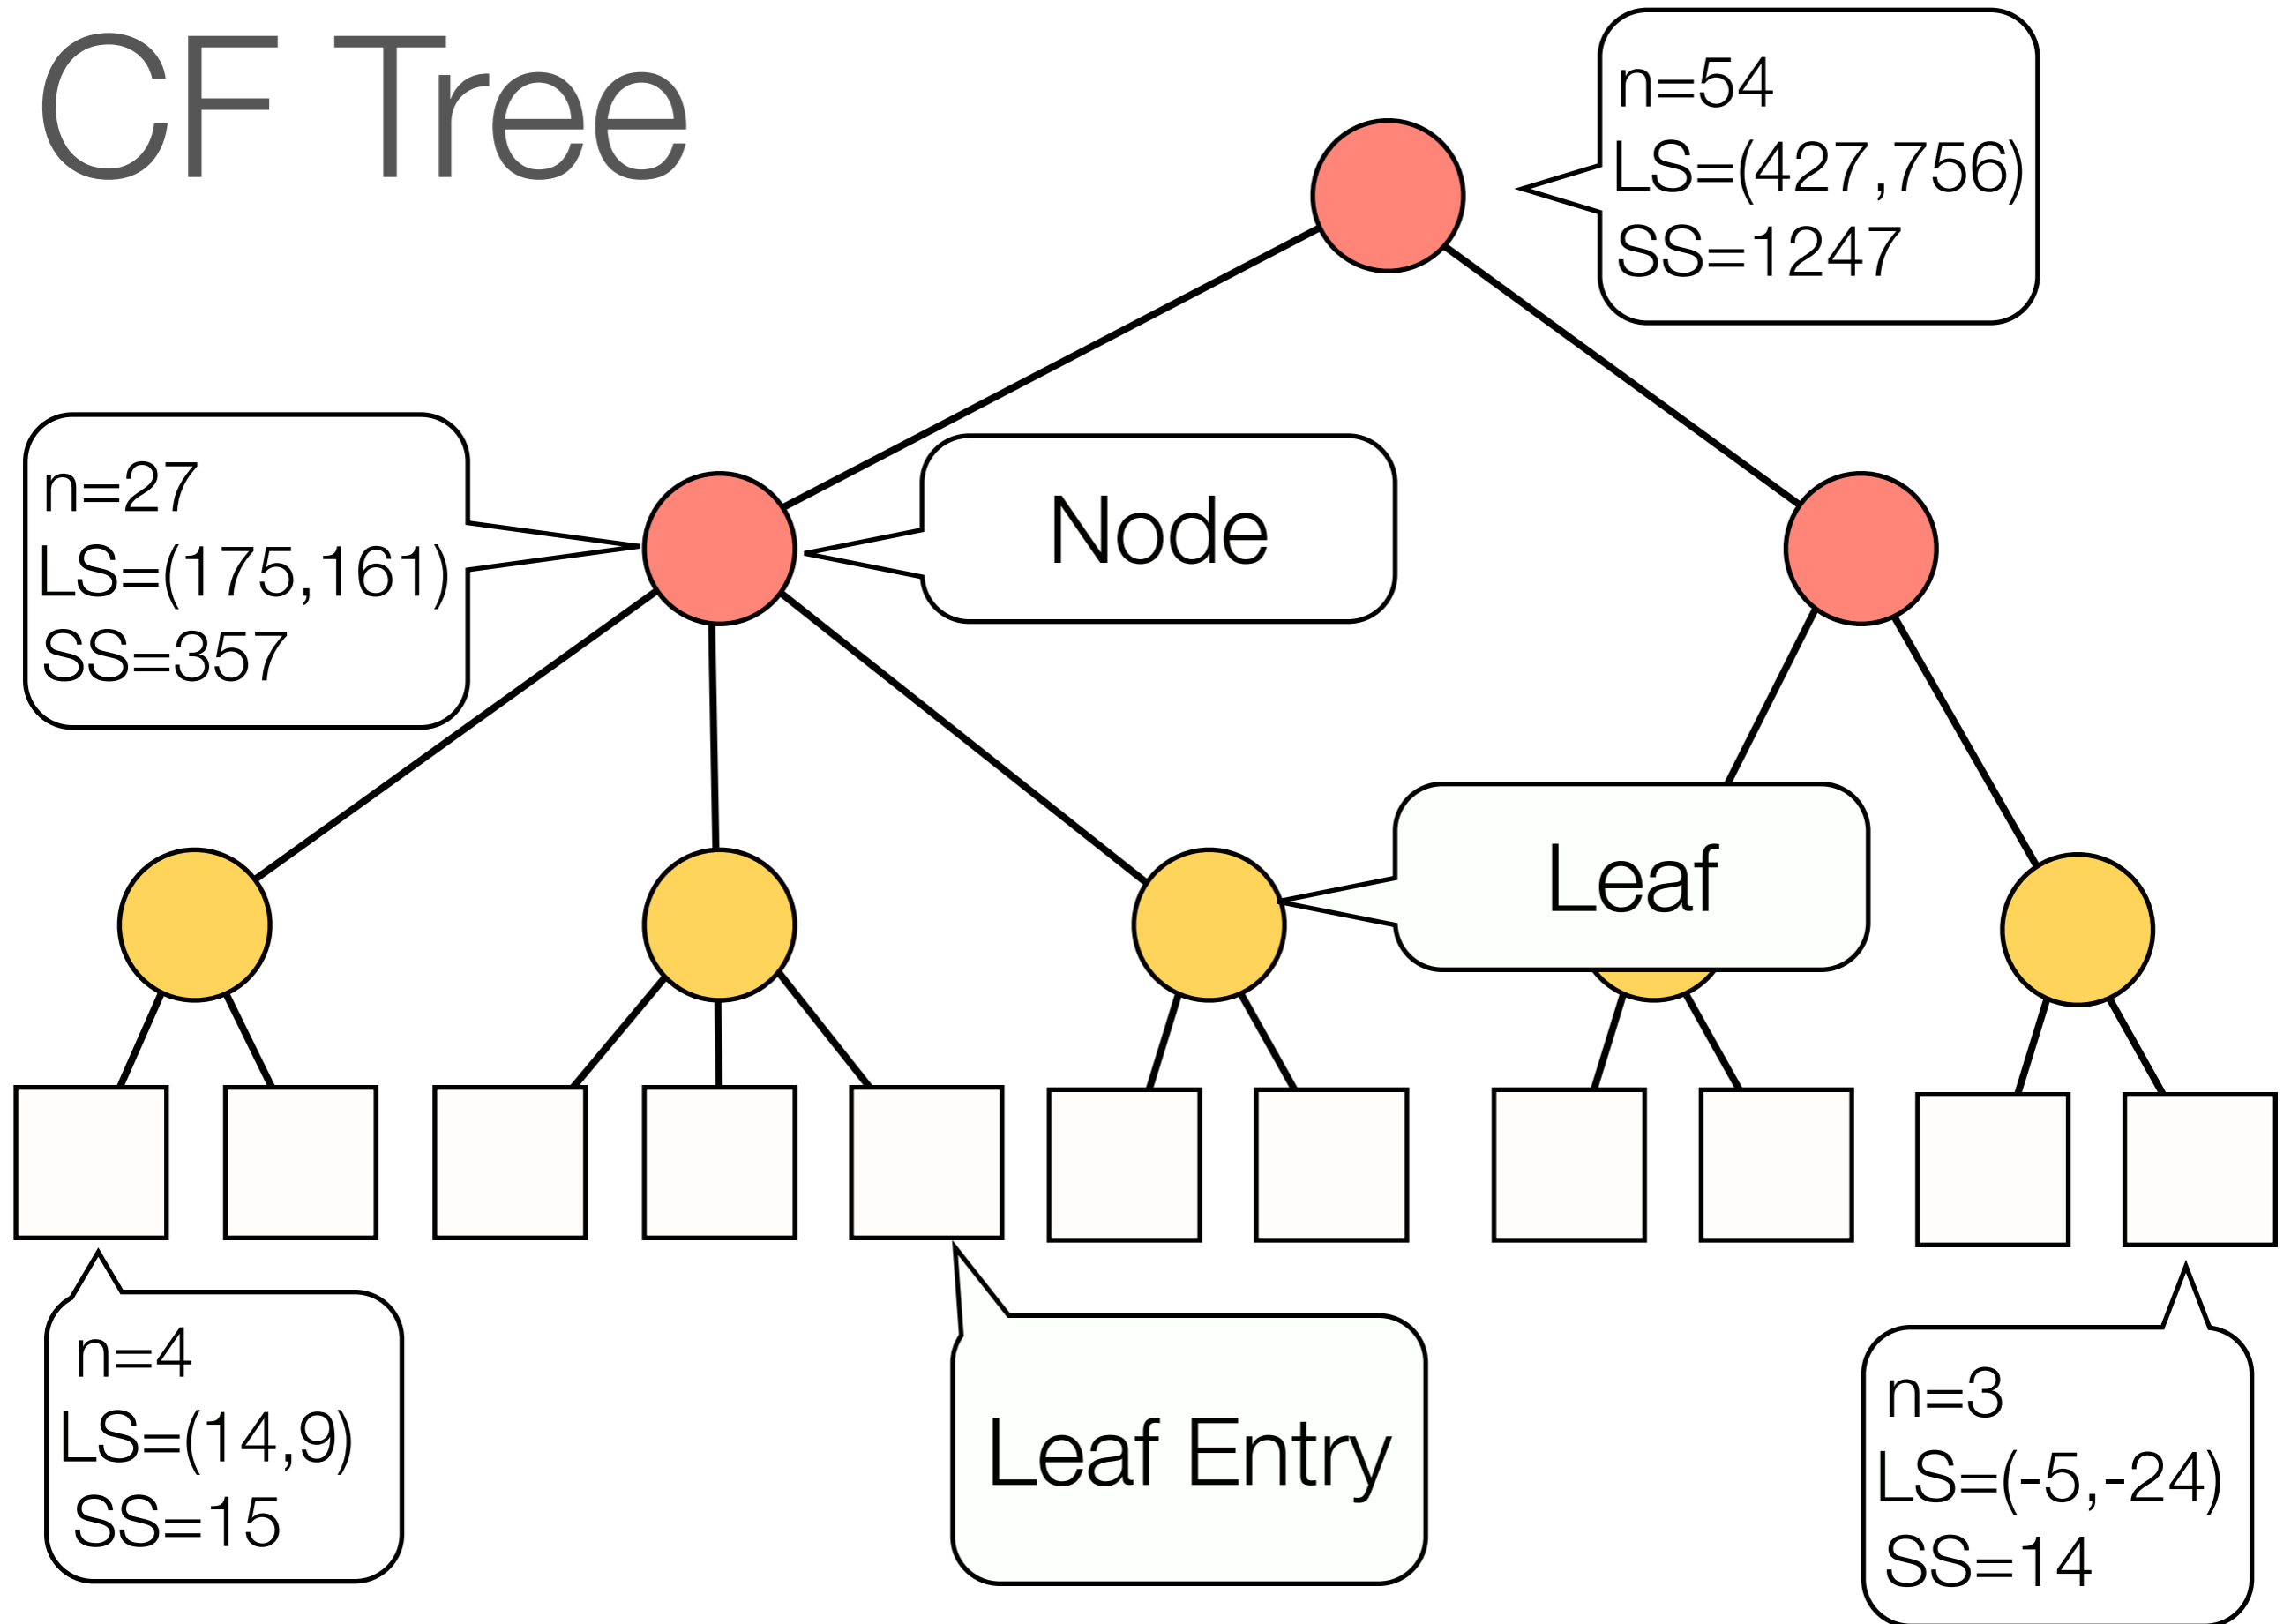 CF Tree
n=54
LS=(427,756)
SS=1247
n=27
LS=(175,161)
SS=357
Node
Leaf
n=4
LS=(14,9)
SS=15
Leaf Entry
n=3
LS=(-5,-24)
SS=14